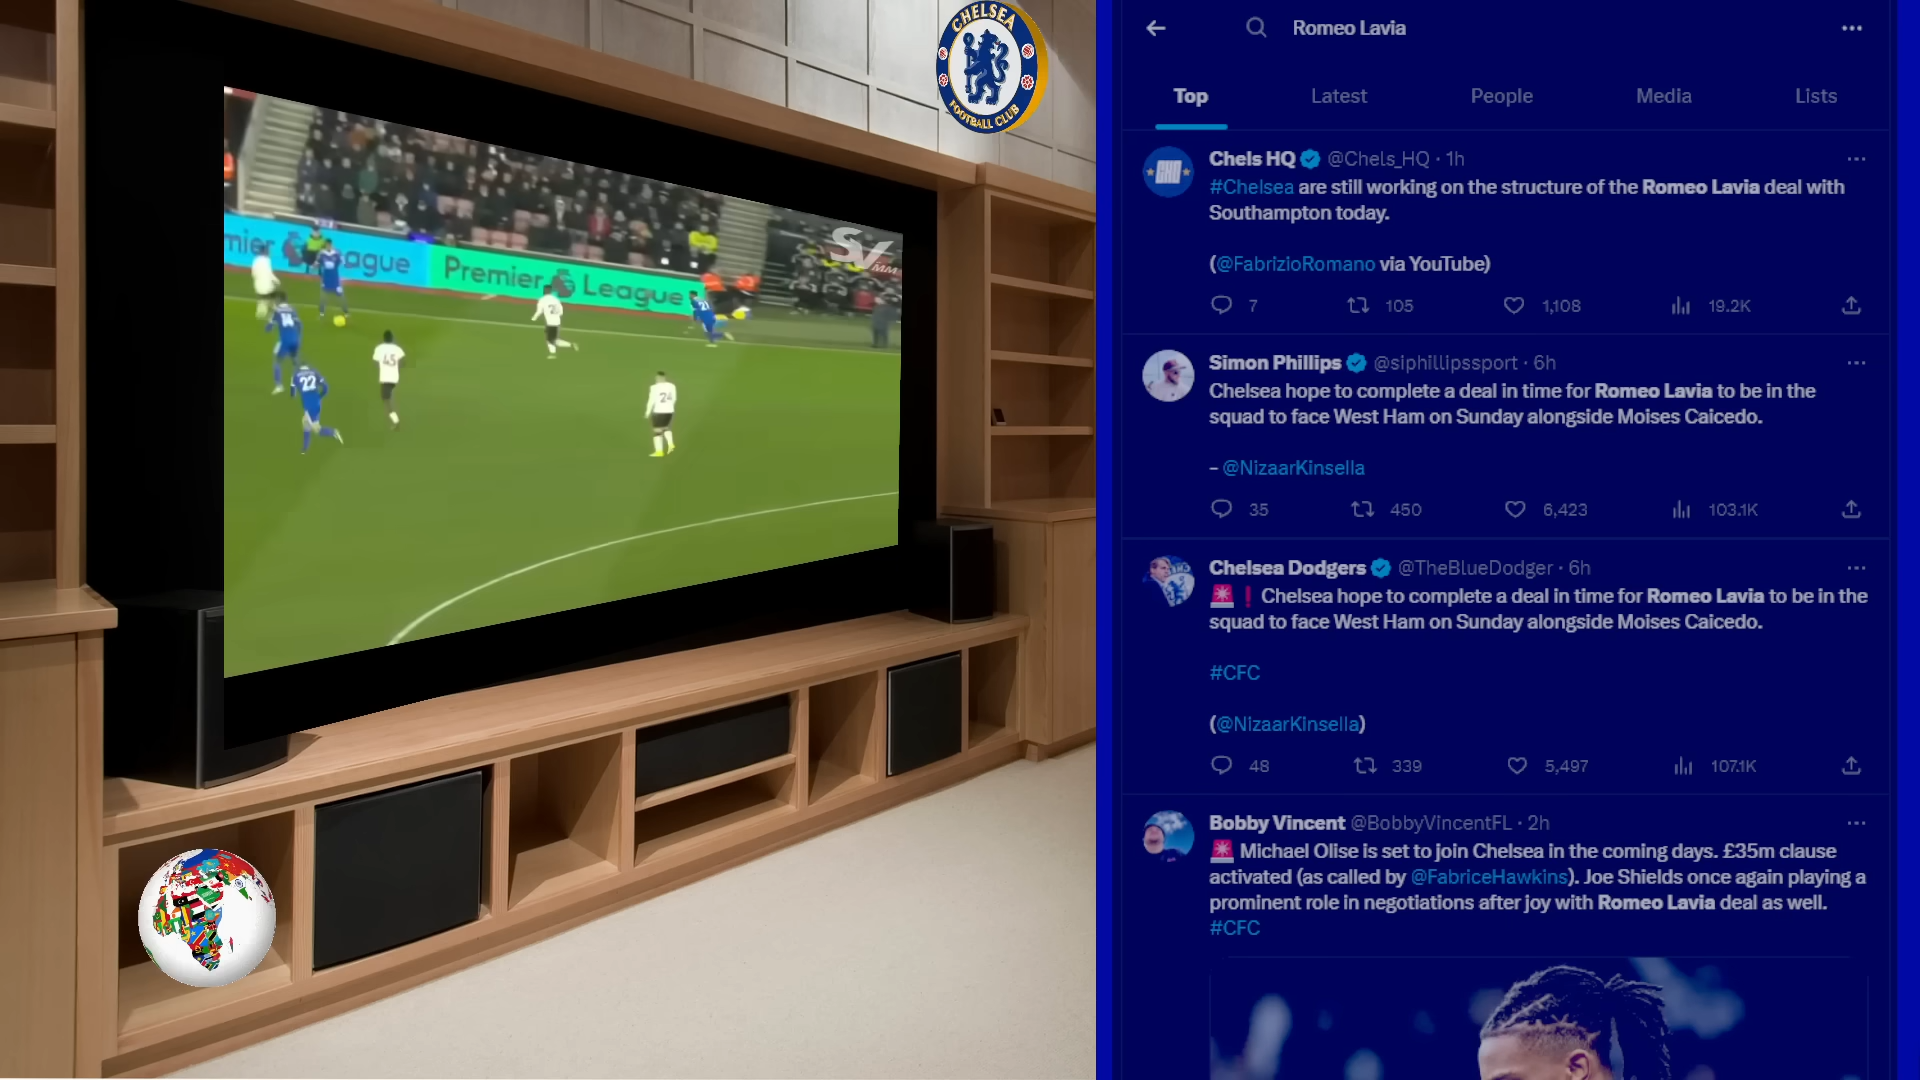 CHELSEA
FOOTBALL CLUB
mier League
Premier League
SV
MM
14
22
45
24
21
Romeo Lavia
Top
Latest
People
Media
Lists
Chels HQ @Chels_HQ · 1h
#Chelsea are still working on the structure of the Romeo Lavia deal with
Southampton today.
(@FabrizioRomano via YouTube)
7 105 1,108 19.2K
Simon Phillips @siphillipssport · 6h
Chelsea hope to complete a deal in time for Romeo Lavia to be in the
squad to face West Ham on Sunday alongside Moises Caicedo.
– @NizaarKinsella
35 450 6,423 103.1K
Chelsea Dodgers @TheBlueDodger · 6h
🚨❗ Chelsea hope to complete a deal in time for Romeo Lavia to be in the
squad to face West Ham on Sunday alongside Moises Caicedo.
#CFC
(@NizaarKinsella)
48 339 5,497 107.1K
Bobby Vincent @BobbyVincentFL · 2h
🚨 Michael Olise is set to join Chelsea in the coming days. £35m clause
activated (as called by @FabriceHawkins). Joe Shields once again playing a
prominent role in negotiations after joy with Romeo Lavia deal as well.
#CFC